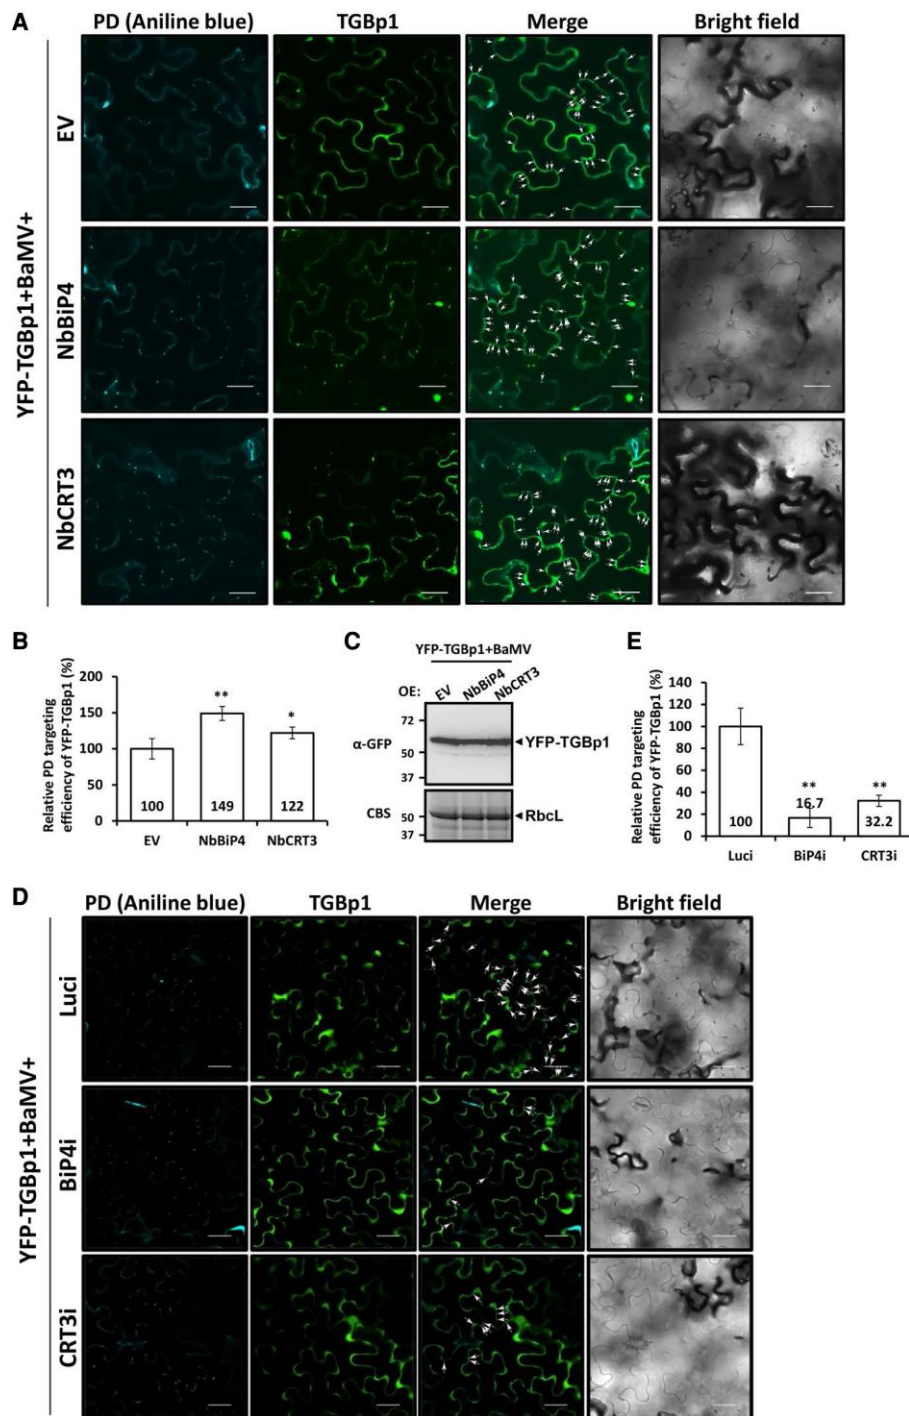 A
PD (Aniline blue) TGBp1 Merge Bright field
YFP-TGBp1+BaMV+
EV
NbBiP4
NbCRT3
B
Relative PD targeting
efficiency of YFP-TGBp1 (%)
200
150
100
50
0
** 
*
100 149 122
EV NbBiP4 NbCRT3
C
YFP-TGBp1+BaMV
OE: EV NbBiP4 NbCRT3
α-GFP
72
50
37
YFP-TGBp1
CBS
50
37
RbcL
E
Relative PD targeting
efficiency of YFP-TGBp1 (%)
140
120
100
80
60
40
20
0
** **
100 16.7 32.2
Luci BiP4i CRT3i
D
PD (Aniline blue) TGBp1 Merge Bright field
YFP-TGBp1+BaMV+
Luci
BiP4i
CRT3i